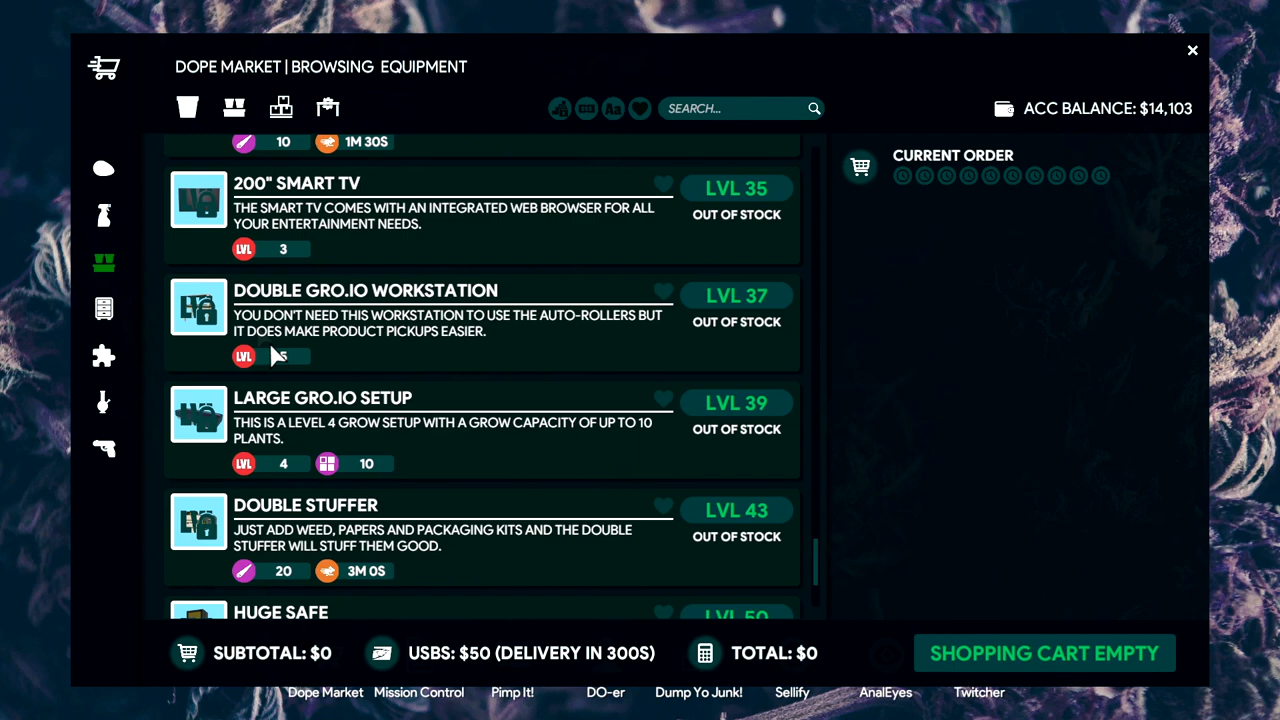 DOPE MARKET | BROWSING EQUIPMENT
Aa
SEARCH...
ACC BALANCE: $14,103
10 1M 30S
CURRENT ORDER
200" SMART TV
LVL 35
THE SMART TV COMES WITH AN INTEGRATED WEB BROWSER FOR ALL
YOUR ENTERTAINMENT NEEDS.
OUT OF STOCK
LVL 3
DOUBLE GRO.IO WORKSTATION
LVL 37
YOU DON'T NEED THIS WORKSTATION TO USE THE AUTO-ROLLERS BUT
IT DOES MAKE PRODUCT PICKUPS EASIER.
OUT OF STOCK
LVL
LARGE GRO.IO SETUP
LVL 39
THIS IS A LEVEL 4 GROW SETUP WITH A GROW CAPACITY OF UP TO 10
PLANTS.
OUT OF STOCK
LVL 4 10
DOUBLE STUFFER
LVL 43
JUST ADD WEED, PAPERS AND PACKAGING KITS AND THE DOUBLE
STUFFER WILL STUFF THEM GOOD.
OUT OF STOCK
20 3M 0S
HUGE SAFE
LVL 50
SUBTOTAL: $0
USBS: $50 (DELIVERY IN 300S)
TOTAL: $0
SHOPPING CART EMPTY
Dope Market Mission Control Pimp It! DO-er Dump Yo Junk! Sellify AnalEyes Twitcher